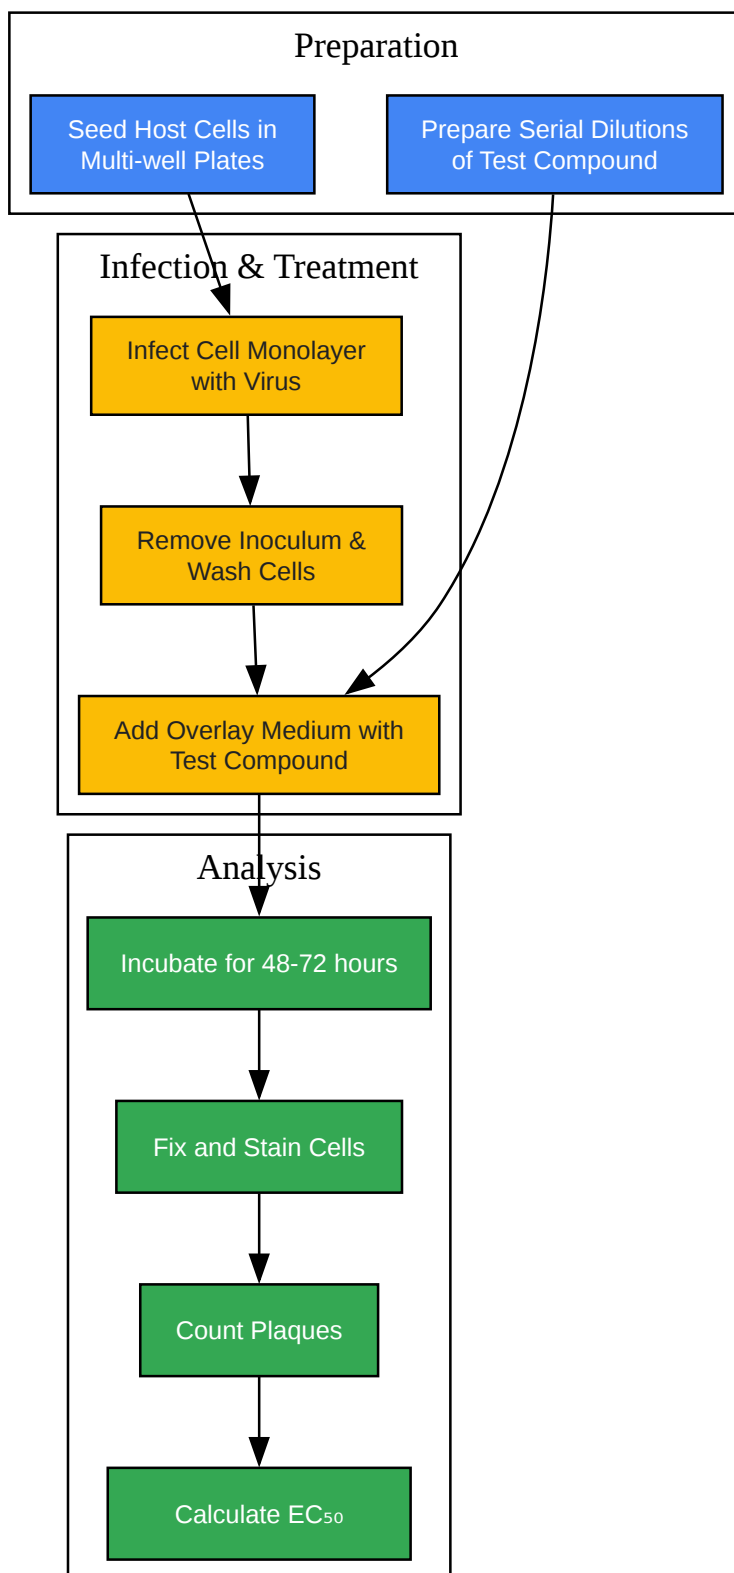 Preparation
Seed Host Cells in
Multi-well Plates
Prepare Serial Dilutions
of Test Compound
Infection & Treatment
Infect Cell Monolayer
with Virus
Remove Inoculum &
Wash Cells
Add Overlay Medium with
Test Compound
Analysis
Incubate for 48-72 hours
Fix and Stain Cells
Count Plaques
Calculate EC₅₀